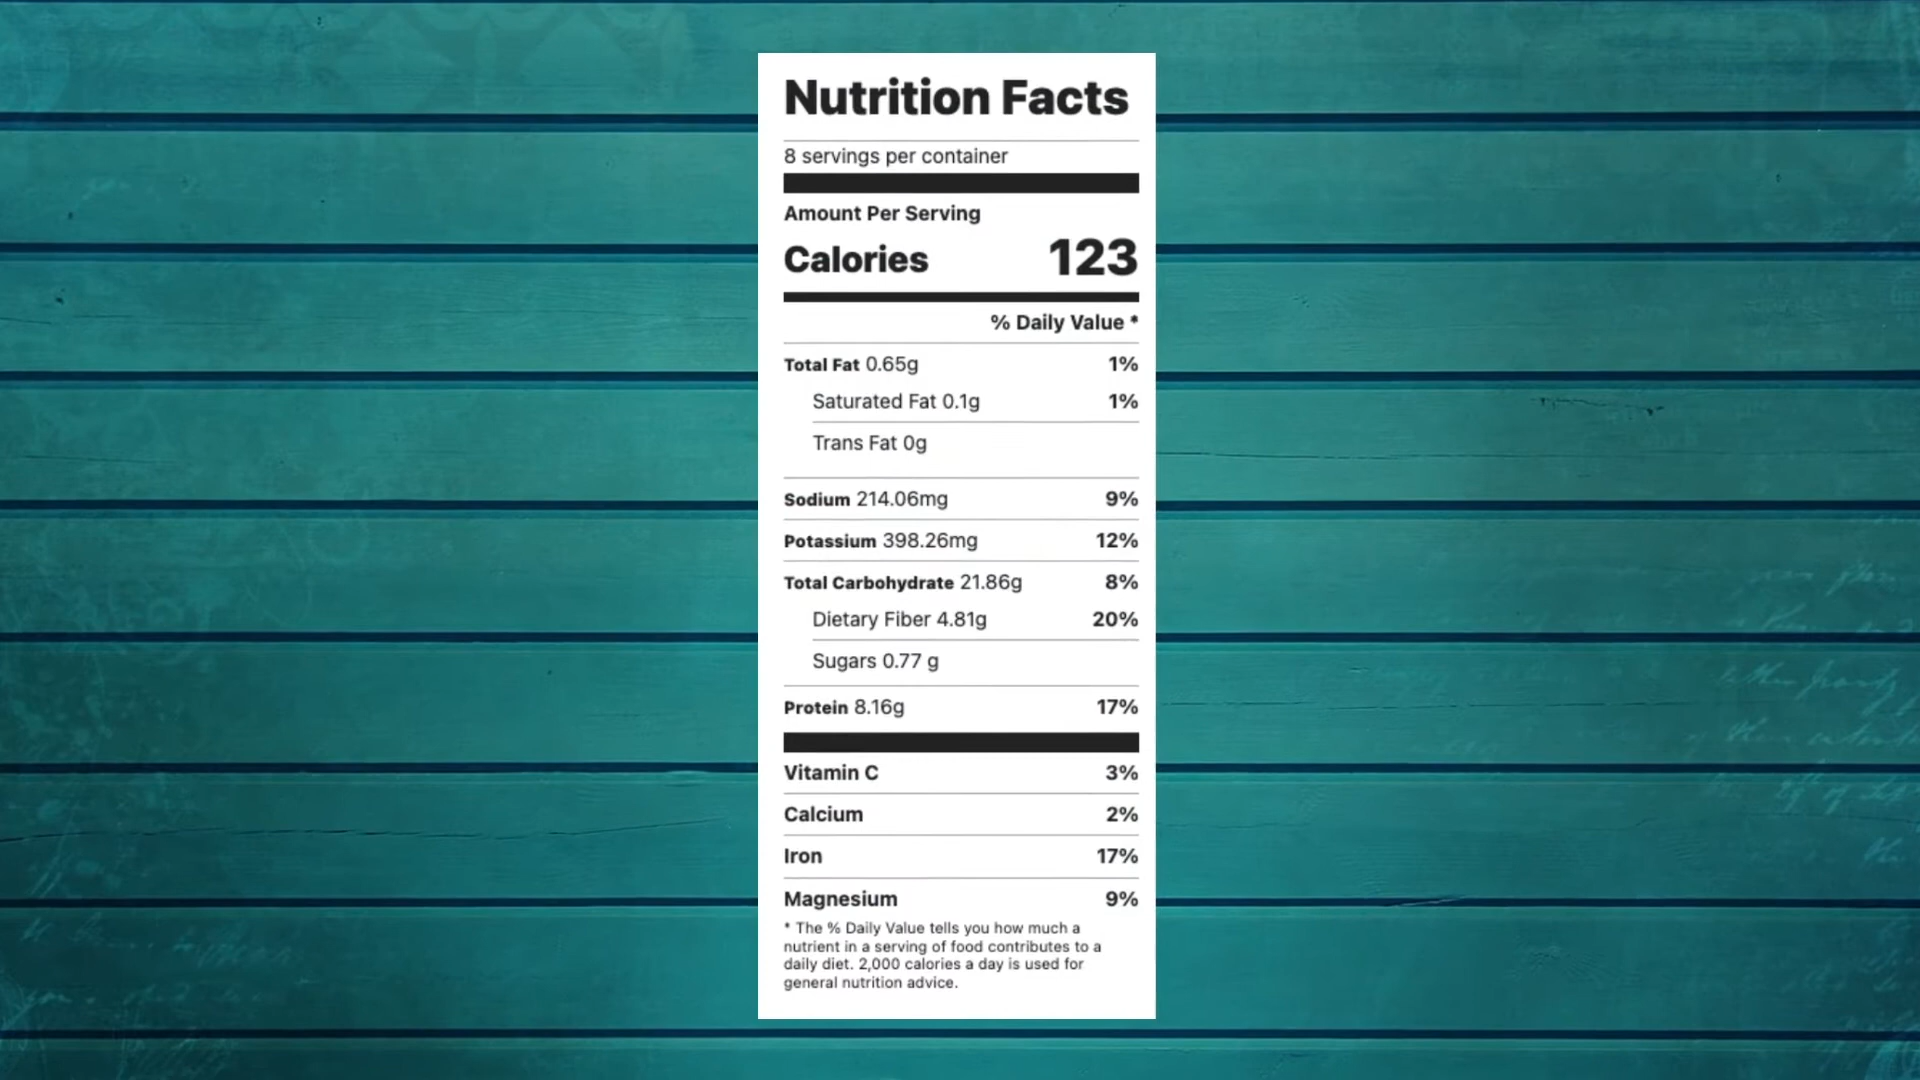 Nutrition Facts
8 servings per container
Amount Per Serving
Calories 123
% Daily Value *
Total Fat 0.65g 1%
Saturated Fat 0.1g 1%
Trans Fat 0g
Sodium 214.06mg 9%
Potassium 398.26mg 12%
Total Carbohydrate 21.86g 8%
Dietary Fiber 4.81g 20%
Sugars 0.77 g
Protein 8.16g 17%
Vitamin C 3%
Calcium 2%
Iron 17%
Magnesium 9%
* The % Daily Value tells you how much a
nutrient in a serving of food contributes to a
daily diet. 2,000 calories a day is used for
general nutrition advice.